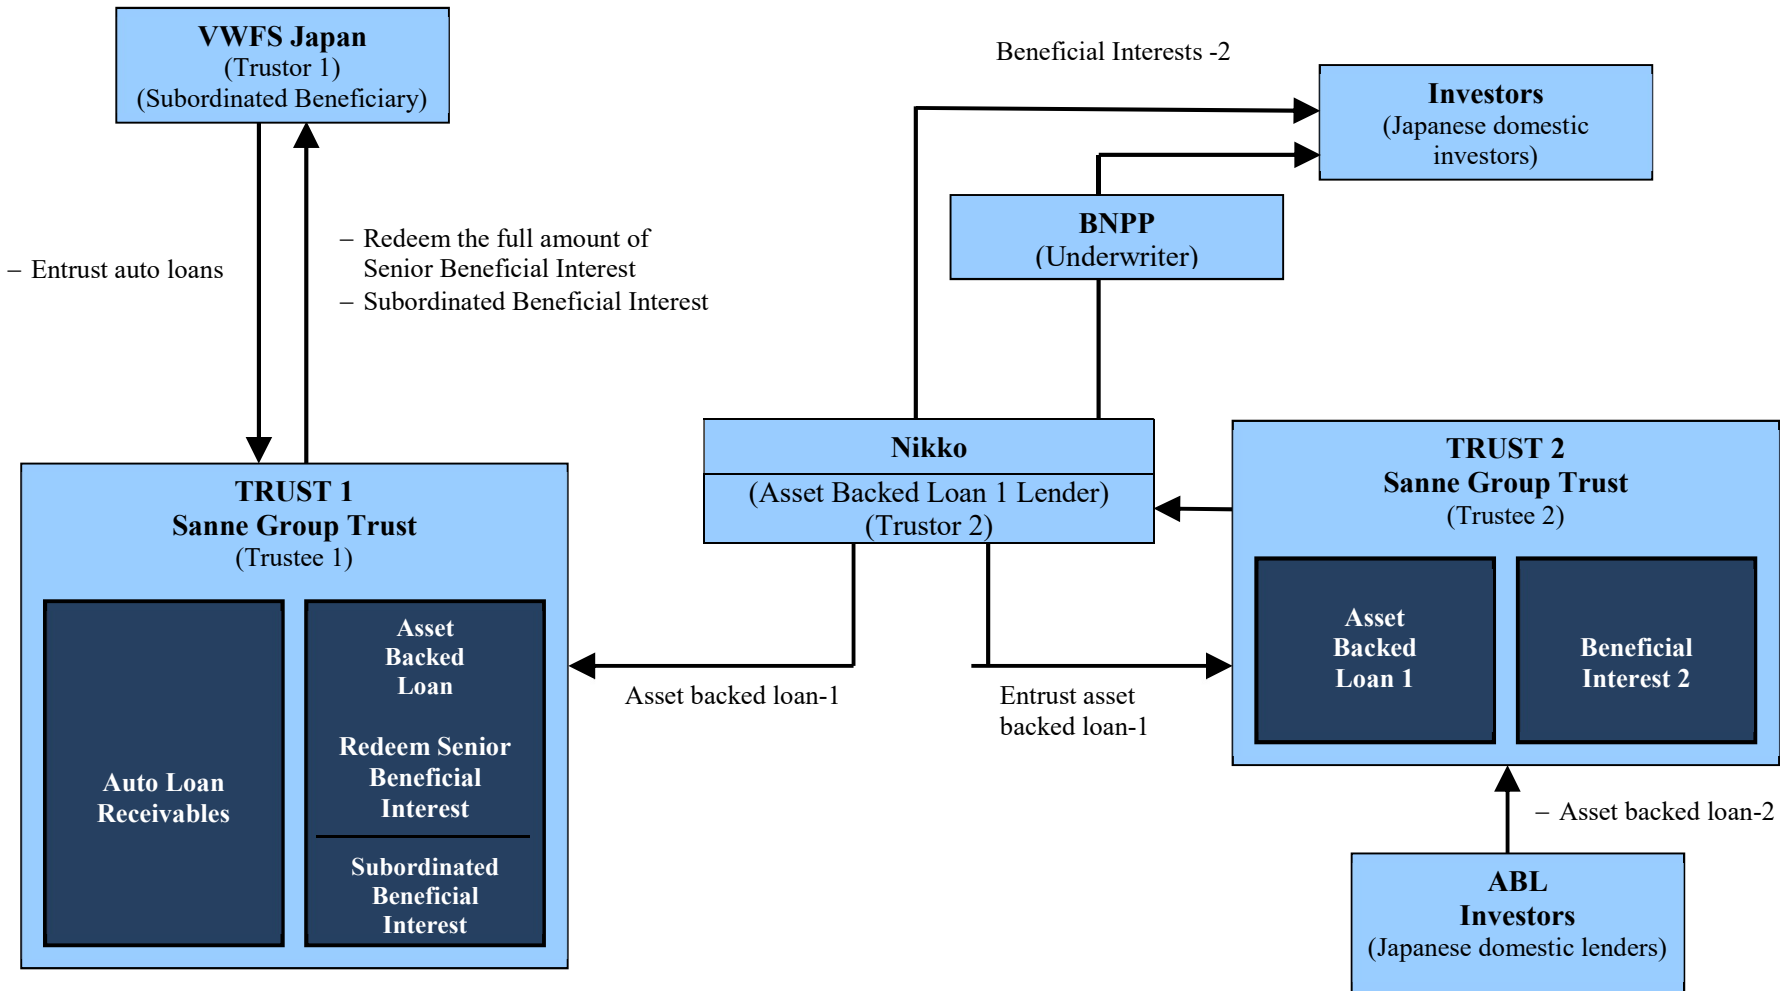 VWFS Japan
(Trustor 1)
(Subordinated Beneficiary)
Beneficial Interests -2
Investors
(Japanese domestic
investors)
BNPP
(Underwriter)
– Entrust auto loans
– Redeem the full amount of
Senior Beneficial Interest
– Subordinated Beneficial Interest
Nikko
(Asset Backed Loan 1 Lender)
(Trustor 2)
TRUST 1
Sanne Group Trust
(Trustee 1)
Auto Loan
Receivables
Asset
Backed
Loan
Redeem Senior
Beneficial
Interest
Subordinated
Beneficial
Interest
Asset backed loan-1
Entrust asset
backed loan-1
TRUST 2
Sanne Group Trust
(Trustee 2)
Asset
Backed
Loan 1
Beneficial
Interest 2
– Asset backed loan-2
ABL
Investors
(Japanese domestic lenders)